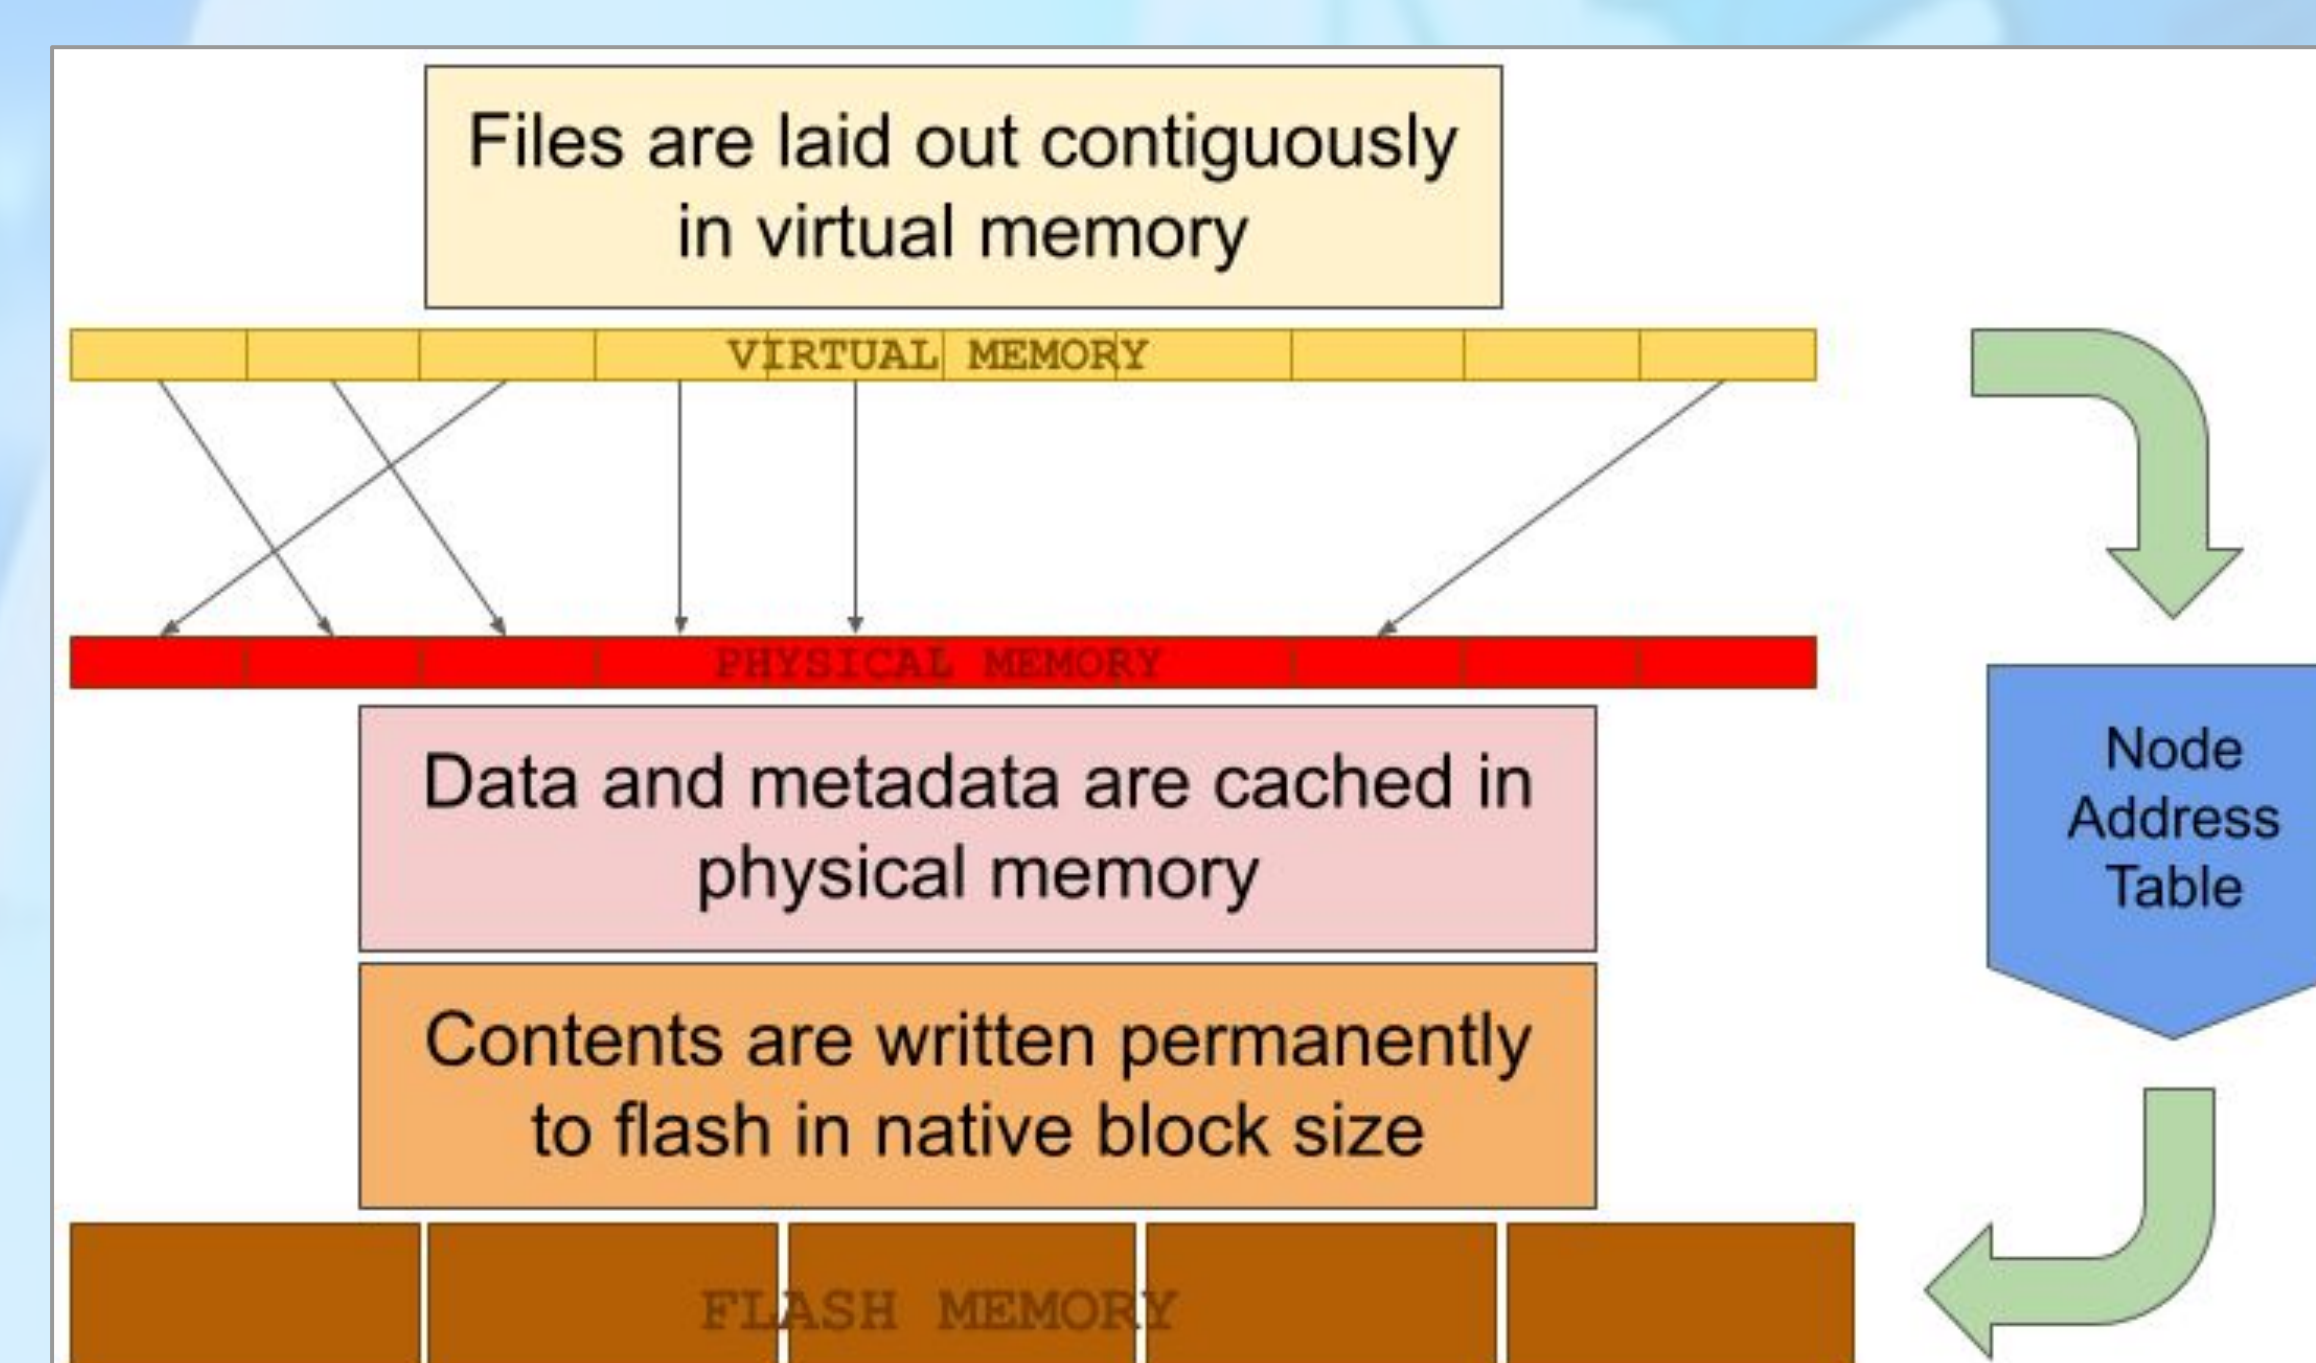 Files are laid out contiguously
in virtual memory
VIRTUAL MEMORY
PHYSICAL MEMORY
Data and metadata are cached in
physical memory
Node
Address
Table
Contents are written permanently
to flash in native block size
FLASH MEMORY